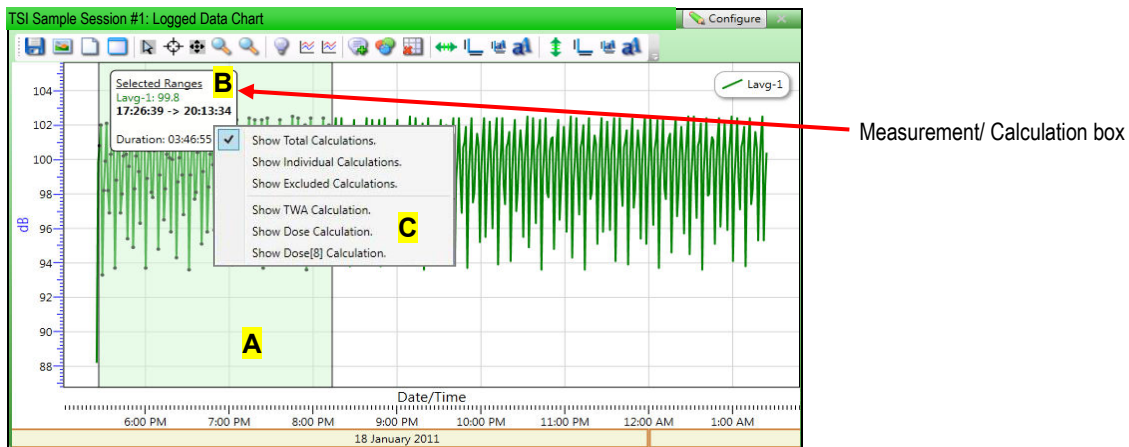 TSI Sample Session #1: Logged Data Chart
Configure
Selected Ranges
Lavg-1: 99.8
17:26:39 -> 20:13:34
Duration: 03:46:55
B
Lavg-1
Measurement/ Calculation box
Show Total Calculations.
Show Individual Calculations.
Show Excluded Calculations.
Show TWA Calculation.
Show Dose Calculation.
Show Dose[8] Calculation.
C
A
dB
104
102
100
98
96
94
92
90
88
Date/Time
6:00 PM 7:00 PM 8:00 PM 9:00 PM 10:00 PM 11:00 PM 12:00 AM 1:00 AM
18 January 2011